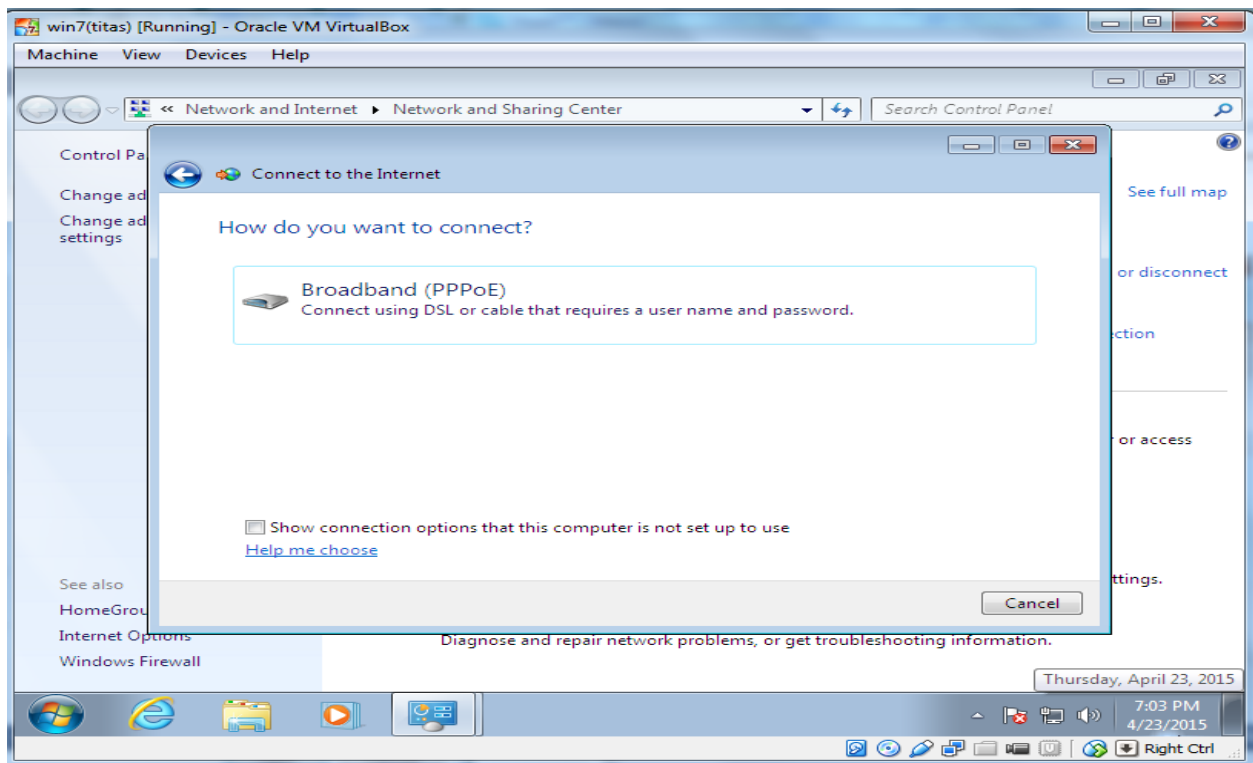 win7(titas) [Running] - Oracle VM VirtualBox
Machine View Devices Help
« Network and Internet Network and Sharing Center
Search Control Panel
Control Pa
Connect to the Internet
Change ad
Change ad
settings
See full map
How do you want to connect?
or disconnect
Broadband (PPPoE)
Connect using DSL or cable that requires a user name and password.
ction
or access
Show connection options that this computer is not set up to use
Help me choose
See also
ttings.
HomeGrou
Cancel
Internet Options
Diagnose and repair network problems, or get troubleshooting information.
Windows Firewall
Thursday, April 23, 2015
7:03 PM
4/23/2015
Right Ctrl